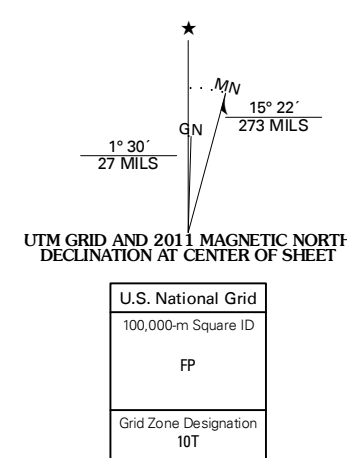 ★
MN
GN
15° 22´
273 MILS
1° 30´
27 MILS
UTM GRID AND 2011 MAGNETIC NORTH
DECLINATION AT CENTER OF SHEET
U.S. National Grid
100,000-m Square ID
FP
Grid Zone Designation
10T